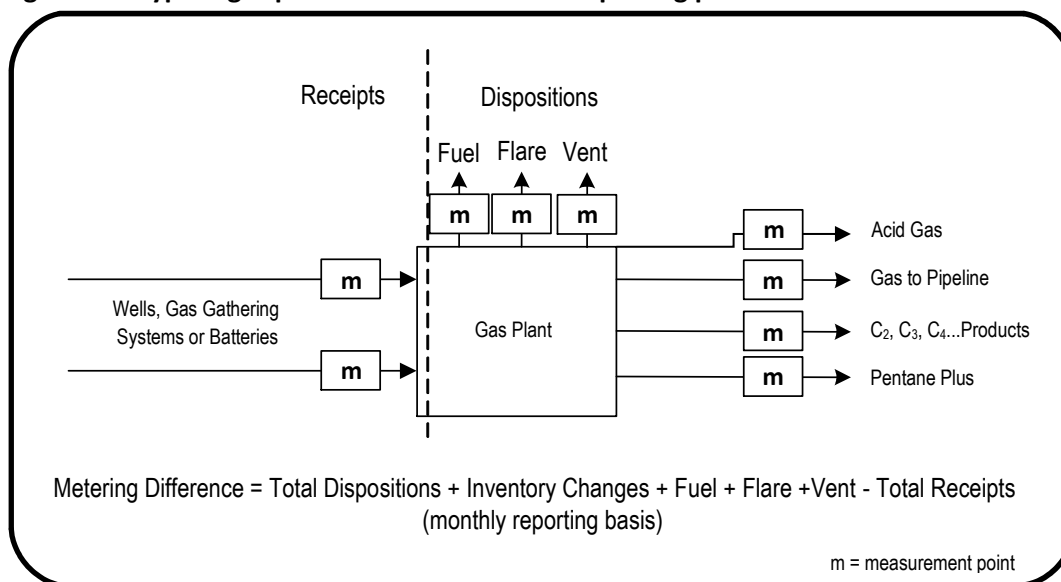 Receipts
Dispositions
Fuel Flare Vent
m m m
m
Acid Gas
m
m
Gas to Pipeline
Wells, Gas Gathering
Systems or Batteries
Gas Plant
m
C₂, C₃, C₄...Products
m
m
Pentane Plus
Metering Difference = Total Dispositions + Inventory Changes + Fuel + Flare +Vent - Total Receipts
(monthly reporting basis)
m = measurement point